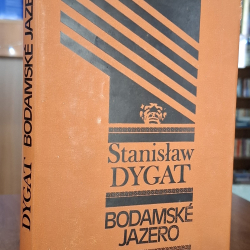 DYGAT BODAMSKÉ JAZERO
Stanisław
DYGAT
BODAMSKÉ
JAZERO